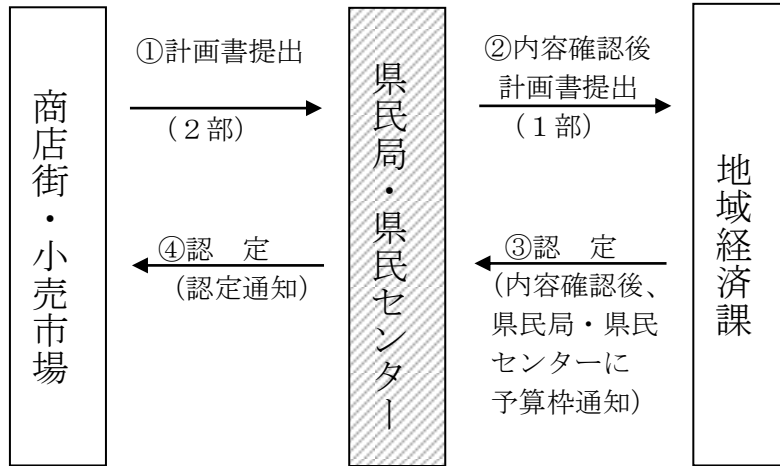 商店街・小売市場
①計画書提出
（２部）
④認　定
（認定通知）
県民局・県民センター
②内容確認後
計画書提出
（１部）
③認　定
（内容確認後、
県民局・県民
センターに
予算枠通知）
地域経済課